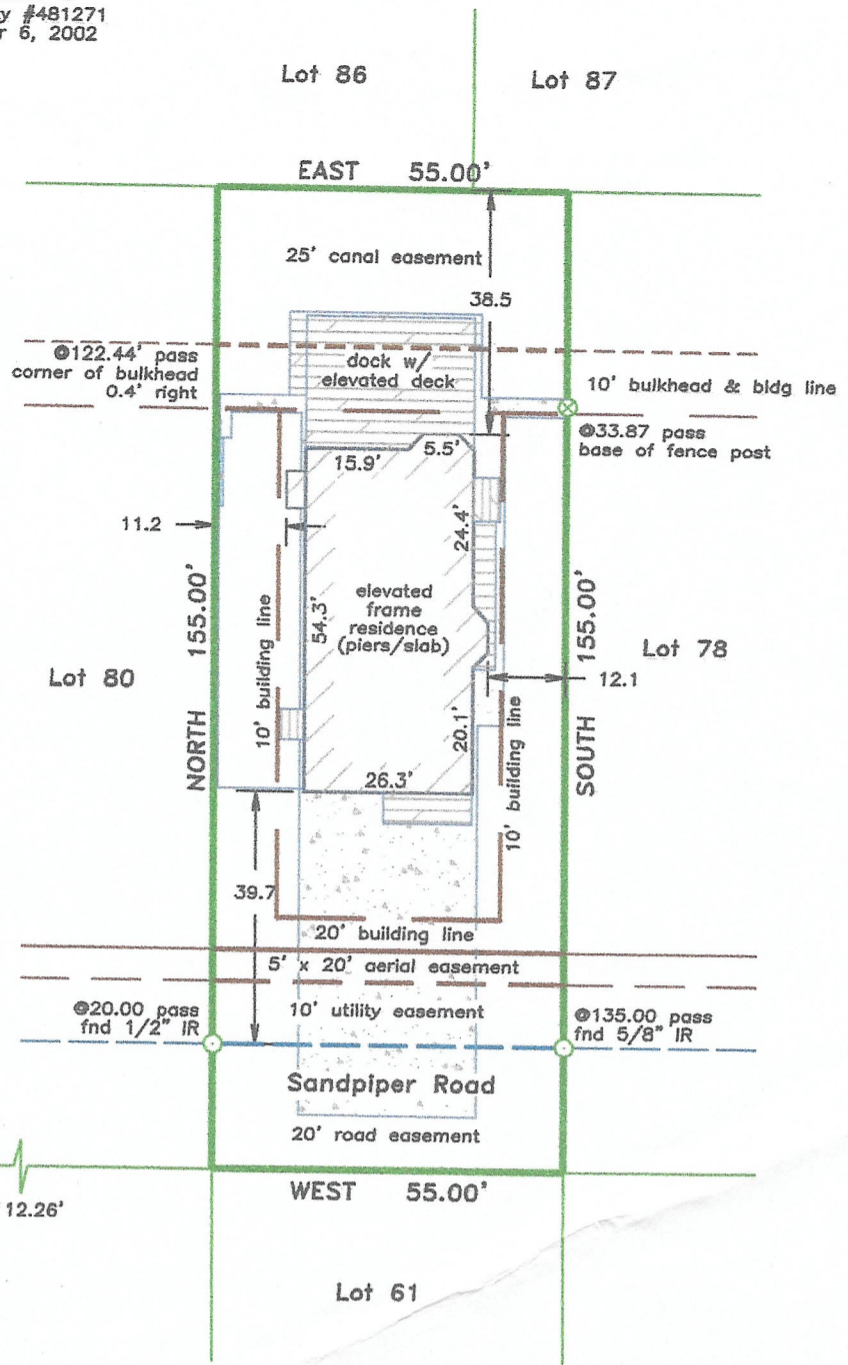 #481271
6, 2002
Lot 86
Lot 87
EAST 55.00'
25' canal easement
38.5
@122.44' pass
corner of bulkhead
0.4' right
dock w/
elevated deck
10' bulkhead & bldg line
@33.87 pass
base of fence post
15.9'
5.5'
11.2
24.4'
elevated
frame
residence
(piers/slab)
54.3'
NORTH 155.00'
10' building line
SOUTH 155.00'
Lot 80
Lot 78
12.1
20.1'
10' building line
26.3'
39.7
20' building line
5' x 20' aerial easement
10' utility easement
@20.00 pass
fnd 1/2" IR
@135.00 pass
fnd 5/8" IR
Sandpiper Road
20' road easement
WEST 55.00'
12.26'
Lot 61